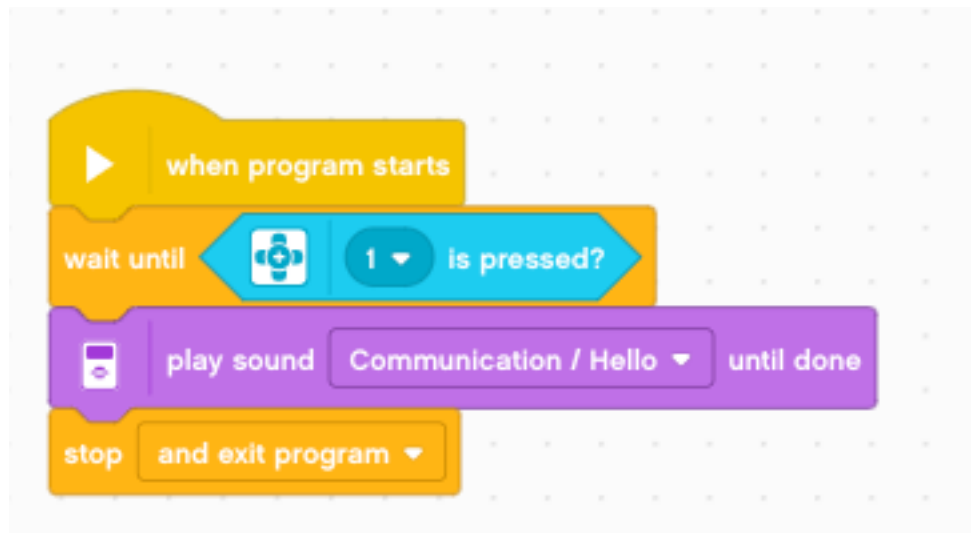 when program starts
wait until 1 is pressed?
play sound Communication / Hello until done
stop and exit program